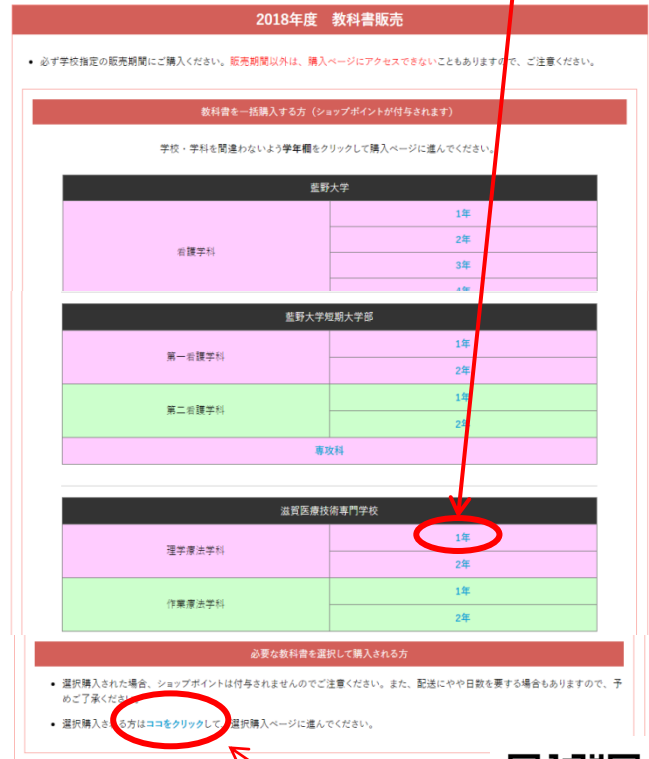 2018年度　教科書販売
• 必ず学校指定の販売期間にご購入ください。販売期間以外は、購入ページにアクセスできないこともありますので、ご注意ください。
教科書を一括購入する方（ショップポイントが付与されます）
学校・学科を間違わないよう学年欄をクリックして購入ページに進んでください。
藍野大学
看護学科
1年
2年
3年
4年
藍野大学短期大学部
第一看護学科
1年
2年
第二看護学科
1年
2年
専攻科
滋賀医療技術専門学校
理学療法学科
1年
2年
作業療法学科
1年
2年
必要な教科書を選択して購入される方
• 選択購入された場合、ショップポイントは付与されませんのでご注意ください。また、配送にやや日数を要する場合もありますので、予
めご了承ください。
• 選択購入される方はココをクリックして、選択購入ページに進んでください。